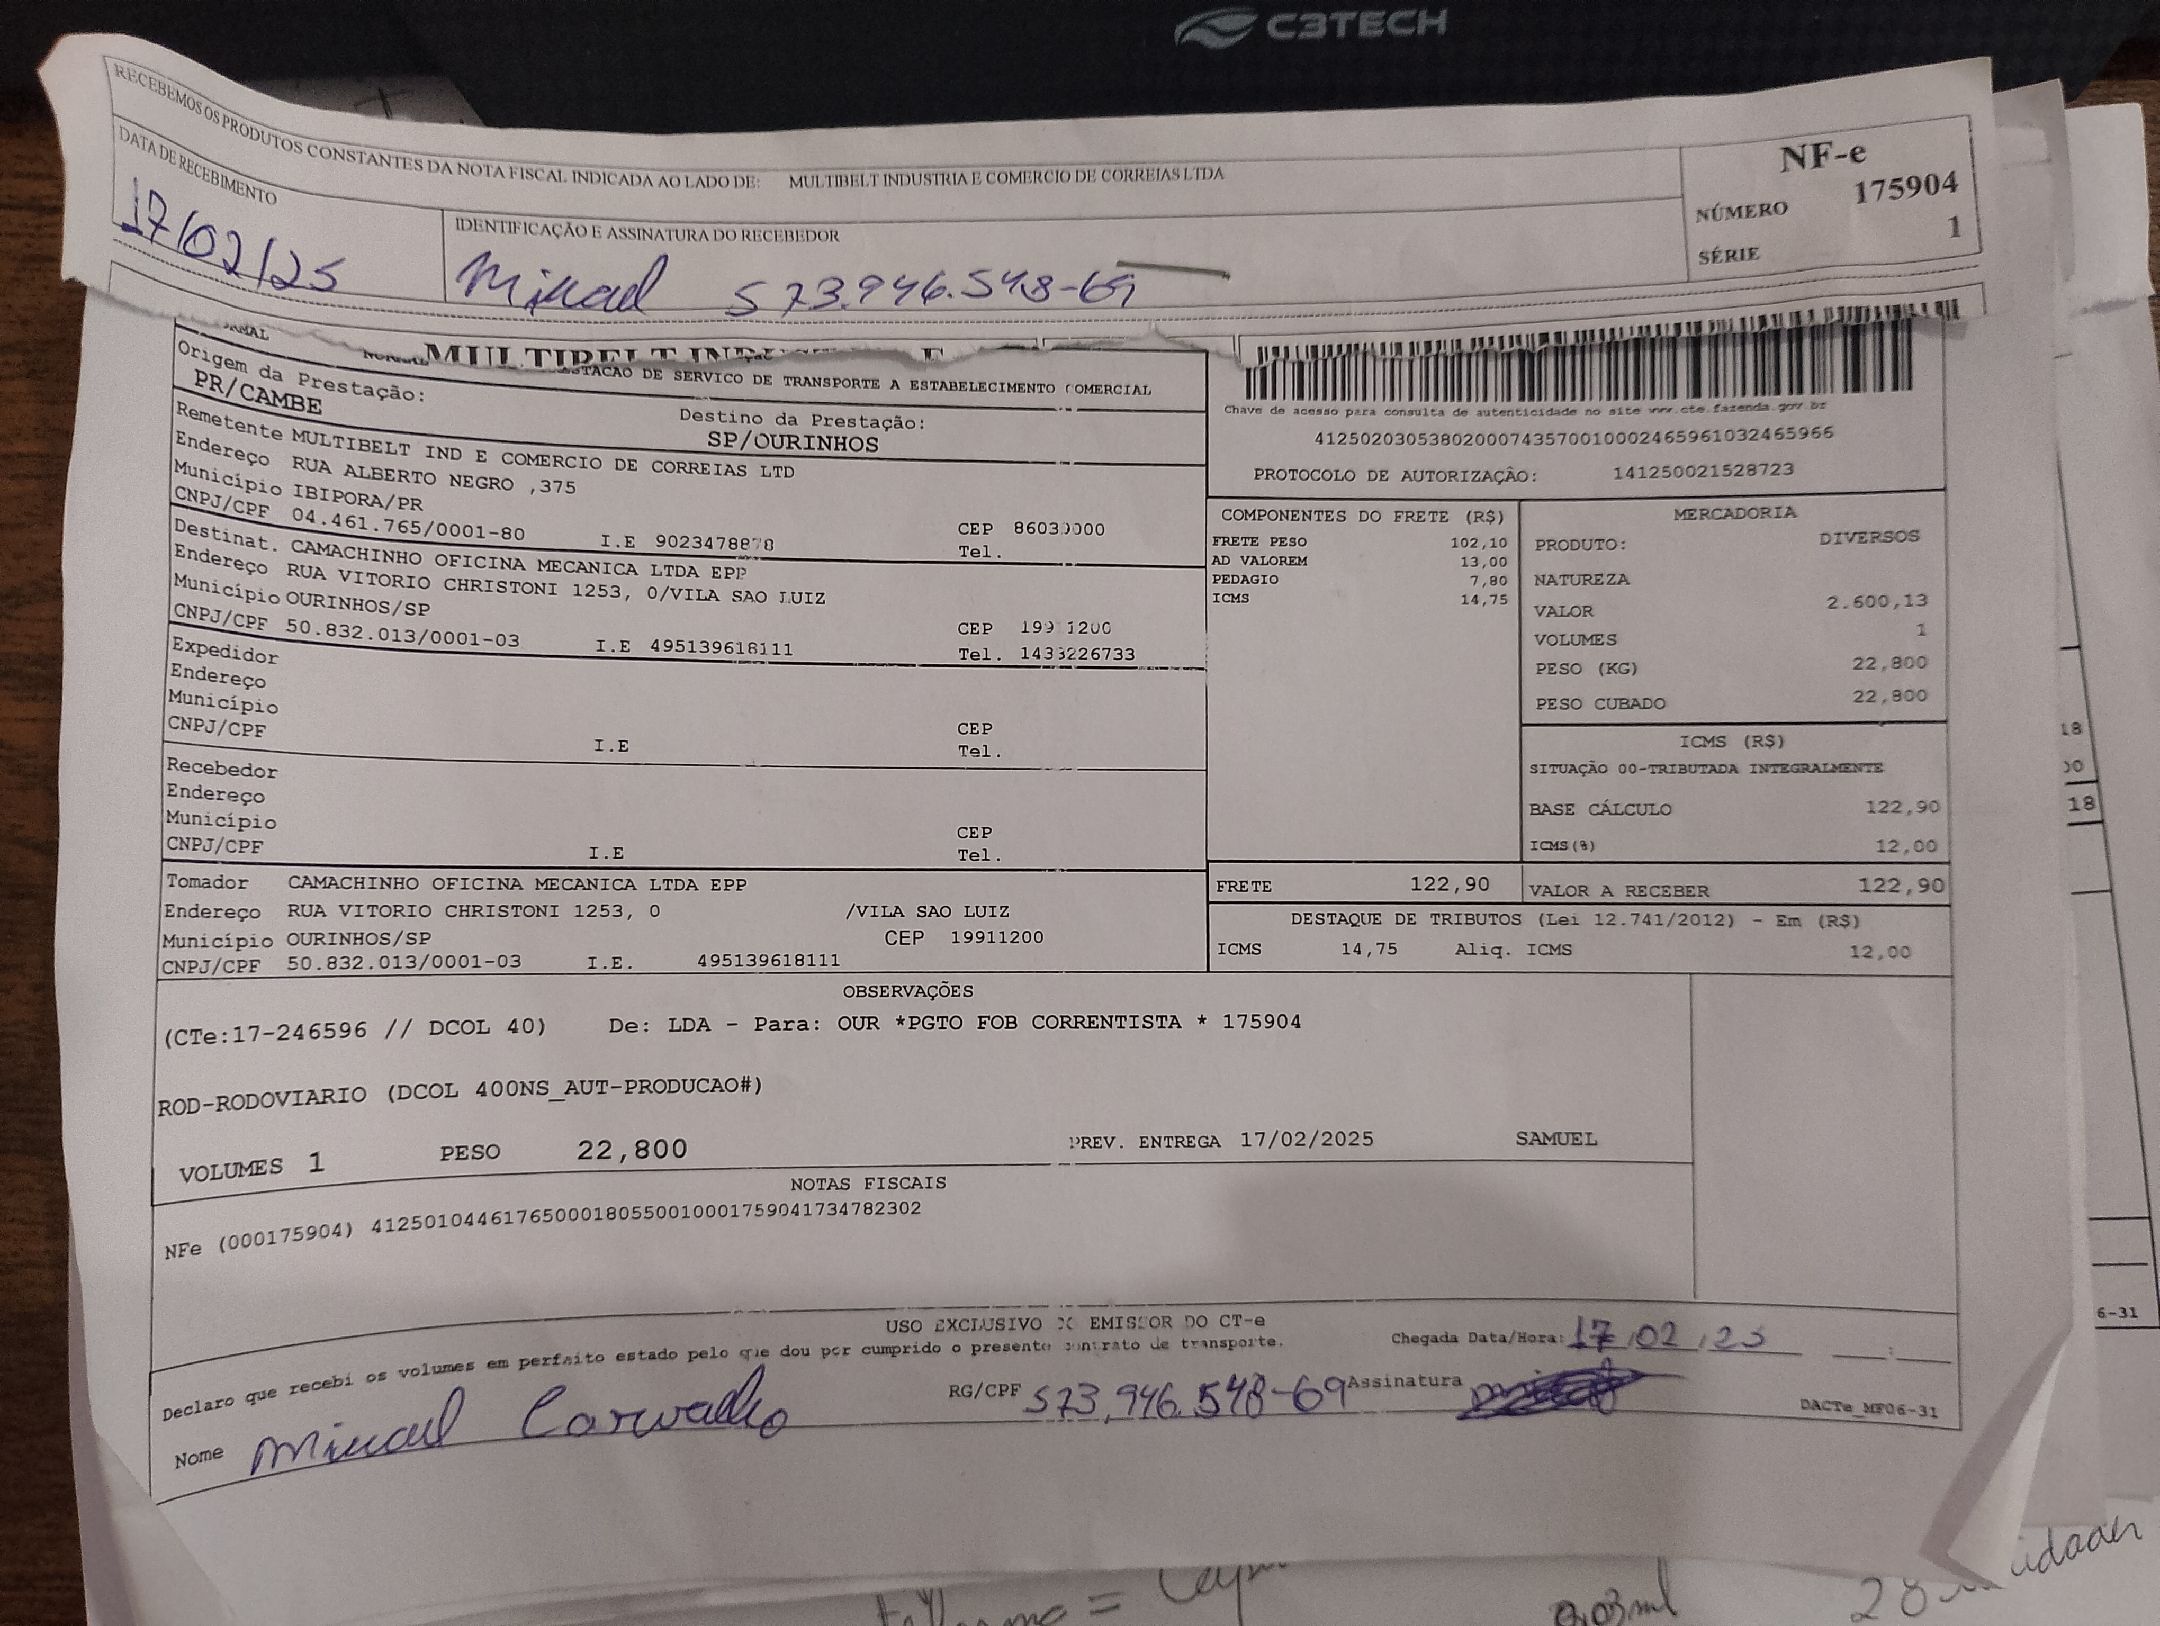 C3TECH
RECEBEMOS OS PRODUTOS CONSTANTES DA NOTA FISCAL INDICADA AO LADO DE: MULTIBELT INDUSTRIA E COMERCIO DE CORREIAS LTDA
NF-e
NÚMERO 175904
SÉRIE 1
DATA DE RECEBIMENTO
17/02/25
IDENTIFICAÇÃO E ASSINATURA DO RECEBEDOR
Micael 573.946.548-69
DE SERVICO DE TRANSPORTE A ESTABELECIMENTO COMERCIAL
Origem da Prestação:
PR/CAMBE
Destino da Prestação:
SP/OURINHOS
Remetente MULTIBELT IND E COMERCIO DE CORREIAS LTD
Endereço RUA ALBERTO NEGRO ,375
Município IBIPORA/PR
CNPJ/CPF 04.461.765/0001-80 I.E 9023478878 CEP Tel.
Destinat. CAMACHINHO OFICINA MECANICA LTDA EPP
Endereço RUA VITORIO CHRISTONI 1253, 0/VILA SAO LUIZ
Município OURINHOS/SP
CNPJ/CPF 50.832.013/0001-03 I.E 495139618111 CEP
Tel. 1433226733
Expedidor
Endereço
Município
CNPJ/CPF I.E CEP
Tel.
Recebedor
Endereço
Município
CNPJ/CPF I.E CEP
Tel.
Tomador CAMACHINHO OFICINA MECANICA LTDA EPP
Endereço RUA VITORIO CHRISTONI 1253, 0 /VILA SAO LUIZ
Município OURINHOS/SP CEP 19911200
CNPJ/CPF 50.832.013/0001-03 I.E. 495139618111
Chave de acesso para consulta de autenticidade no site www.cte.fazenda.gov.br
41250203053802000743570010002465961032465966
PROTOCOLO DE AUTORIZAÇÃO: 141250021528723
COMPONENTES DO FRETE (R$)
FRETE PESO 102,10
AD VALOREM 13,00
PEDAGIO 7,80
ICMS 14,75
MERCADORIA
PRODUTO: DIVERSOS
NATUREZA
VALOR 2.600,13
VOLUMES 1
PESO (KG) 22,800
PESO CUBADO 22,800
ICMS (R$)
SITUAÇÃO 00-TRIBUTADA INTEGRALMENTE
BASE CÁLCULO 122,90
ICMS(%) 12,00
FRETE 122,90 VALOR A RECEBER 122,90
DESTAQUE DE TRIBUTOS (Lei 12.741/2012) - Em (R$)
ICMS 14,75 Aliq. ICMS 12,00
OBSERVAÇÕES
(CTe:17-246596 // DCOL 40) De: LDA - Para: OUR *PGTO FOB CORRENTISTA * 175904
ROD-RODOVIARIO (DCOL 400NS_AUT-PRODUCAO#)
VOLUMES 1 PESO 22,800 PREV. ENTREGA 17/02/2025 SAMUEL
NOTAS FISCAIS
NFe (000175904) 41250104461765000180550010001759041734782302
USO EXCLUSIVO DO EMISSOR DO CT-e
Declaro que recebi os volumes em perfeito estado pelo que dou por cumprido o presente contrato de transporte.
Chegada Data/Hora: 17/02/25
Nome Micael Carvalho RG/CPF 573,946.548-69 Assinatura
DACTe_MF06-31
18
18
6-31
28